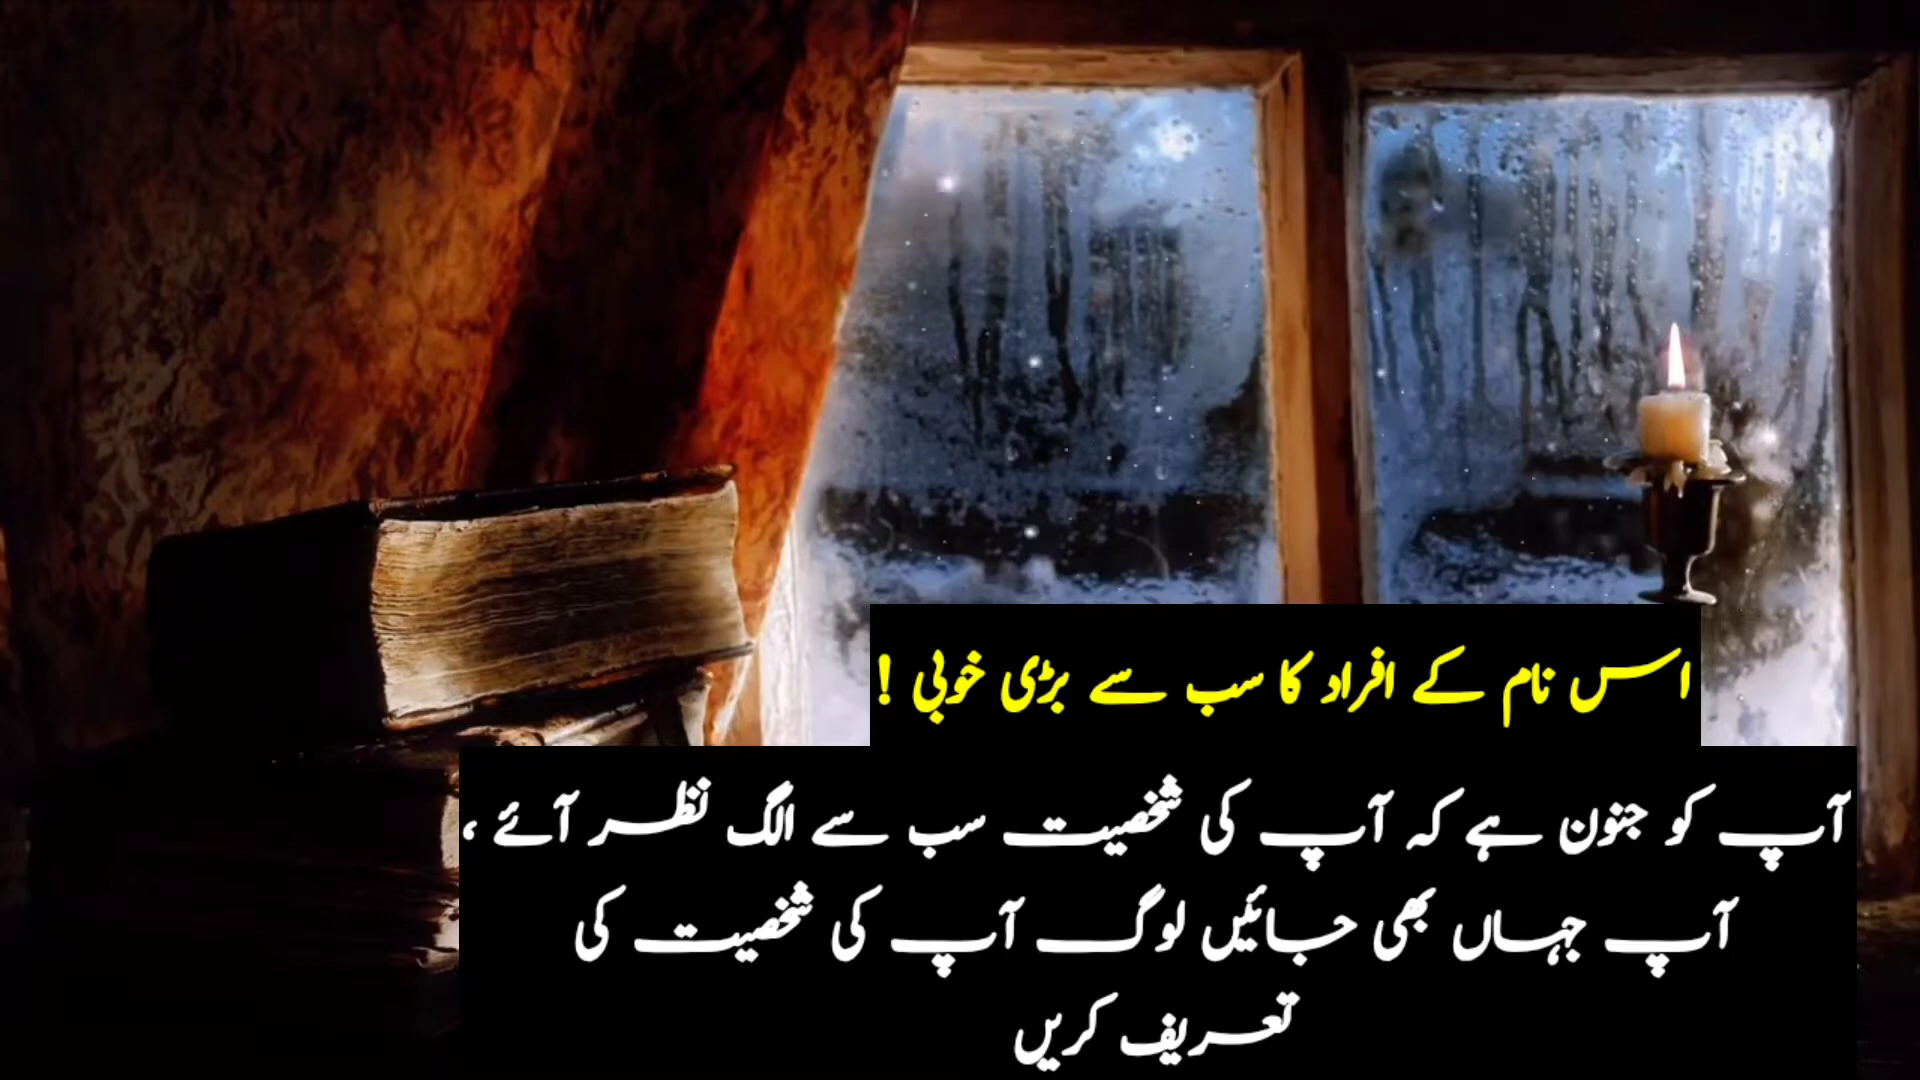 اس نام کے افراد کا سب سے بڑی خوبی !
آپ کو جنون ہے کہ آپ کی شخصیت سب سے الگ نظر آئے ،
آپ جہاں بھی جائیں لوگ آپ کی شخصیت کی
تعریف کریں